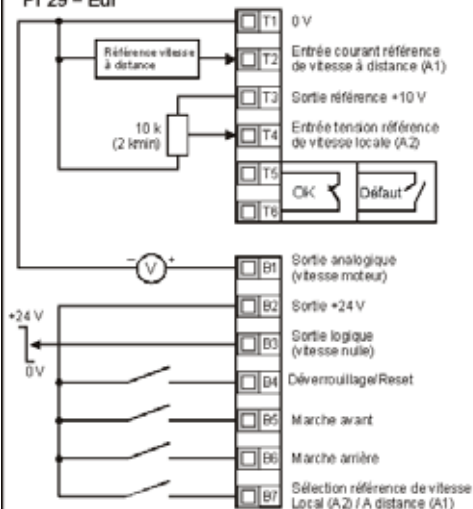 Pr 29 – Eur
T1 0 V
Référence vitesse
à distance
T2 Entrée courant référence
de vitesse à distance (A1)
T3 Sortie référence +10 V
10 k
(2 kmin)
T4 Entrée tension référence
de vitesse locale (A2)
T5
OK
Défaut
T6
– V +
B1 Sortie analogique
(vitesse moteur)
B2 Sortie +24 V
+24 V
0 V
B3 Sortie logique
(vitesse nulle)
B4 Déverrouillage/Reset
B5 Marche avant
B6 Marche arrière
B7 Sélection référence de vitesse
Local (A2) / A distance (A1)